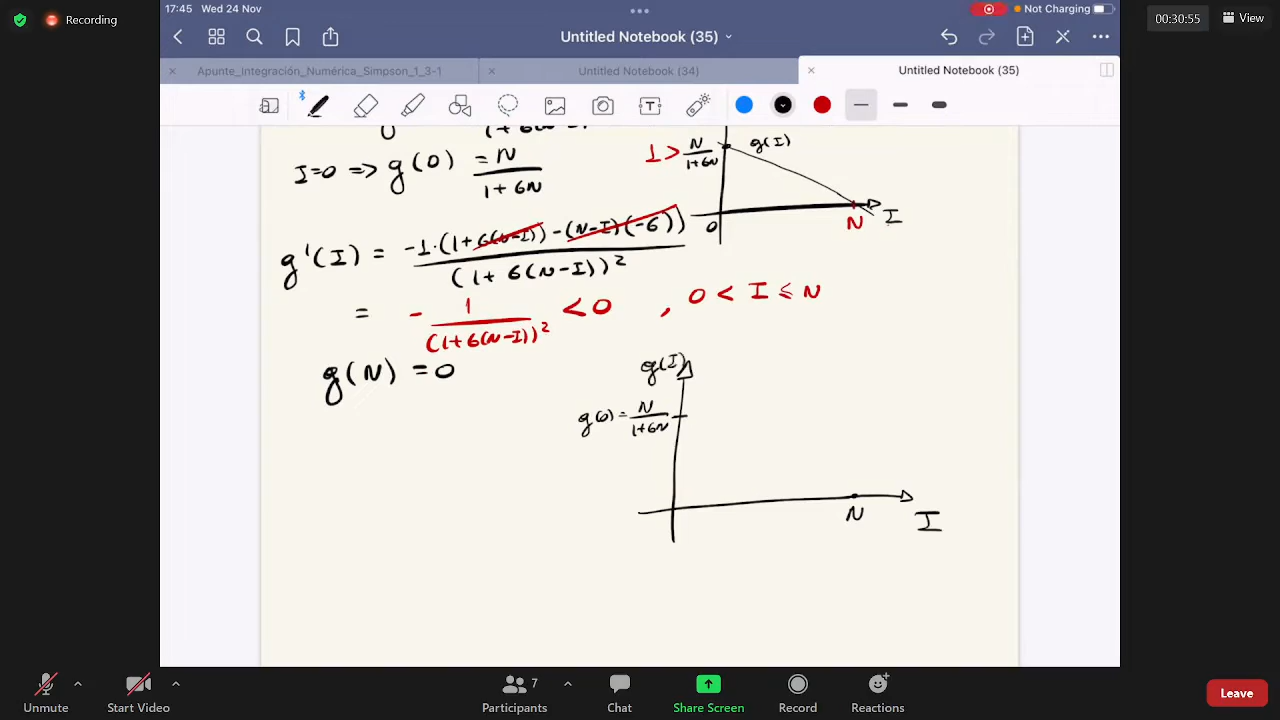 17:45 Wed 24 Nov
Not Charging
Recording
00:30:55
View
Untitled Notebook (35)
Apunte_Integración_Numérica_Simpson_1_3-1
Untitled Notebook (34)
Untitled Notebook (35)
I=0 => g(0) = N/(1+6N)
1 > N/(1+6N)
g(I)
0
N
I
g'(I) = -1·(1+6(N-I)) - (N-I)(-6))/(1+6(N-I))²
= - 1/(1+6(N-I))² < 0 , 0 < I ≤ N
g(N) = 0
g(I)
g(0) = N/(1+6N)
N
I
Unmute
Start Video
Participants
7
Chat
Share Screen
Record
Reactions
Leave